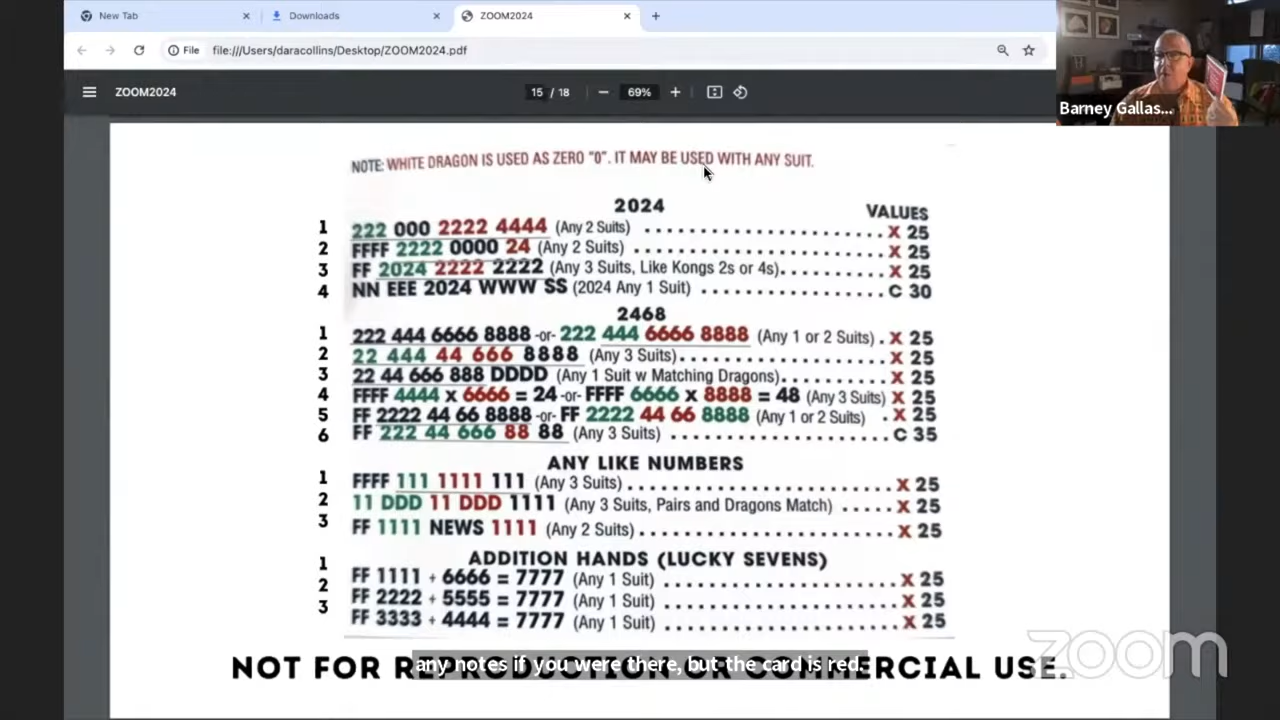 New Tab
Downloads
ZOOM2024
File file:///Users/daracollins/Desktop/ZOOM2024.pdf
ZOOM2024
15 / 18
69%
Barney Gallas...
NOTE: WHITE DRAGON IS USED AS ZERO "0". IT MAY BE USED WITH ANY SUIT.
2024
VALUES
1 222 000 2222 4444 (Any 2 Suits) X 25
2 FFFF 2222 0000 24 (Any 2 Suits) X 25
3 FF 2024 2222 2222 (Any 3 Suits, Like Kongs 2s or 4s). X 25
4 NN EEE 2024 WWW SS (2024 Any 1 Suit) C 30
2468
1 222 444 6666 8888 -or- 222 444 6666 8888 (Any 1 or 2 Suits) . X 25
2 22 444 44 666 8888 (Any 3 Suits) X 25
3 22 44 666 888 DDDD (Any 1 Suit w Matching Dragons) X 25
4 FFFF 4444 x 6666 = 24 -or- FFFF 6666 x 8888 = 48 (Any 3 Suits) X 25
5 FF 2222 44 66 8888 -or- FF 2222 44 66 8888 (Any 1 or 2 Suits) . X 25
6 FF 222 44 666 88 88 (Any 3 Suits) C 35
ANY LIKE NUMBERS
1 FFFF 111 1111 111 (Any 3 Suits) X 25
2 11 DDD 11 DDD 1111 (Any 3 Suits, Pairs and Dragons Match) X 25
3 FF 1111 NEWS 1111 (Any 2 Suits) X 25
ADDITION HANDS (LUCKY SEVENS)
1 FF 1111 + 6666 = 7777 (Any 1 Suit) X 25
2 FF 2222 + 5555 = 7777 (Any 1 Suit) X 25
3 FF 3333 + 4444 = 7777 (Any 1 Suit) X 25
NOT FOR REPRODUCTION OR COMMERCIAL USE.
any notes if you were there, but the card is red.
zoom